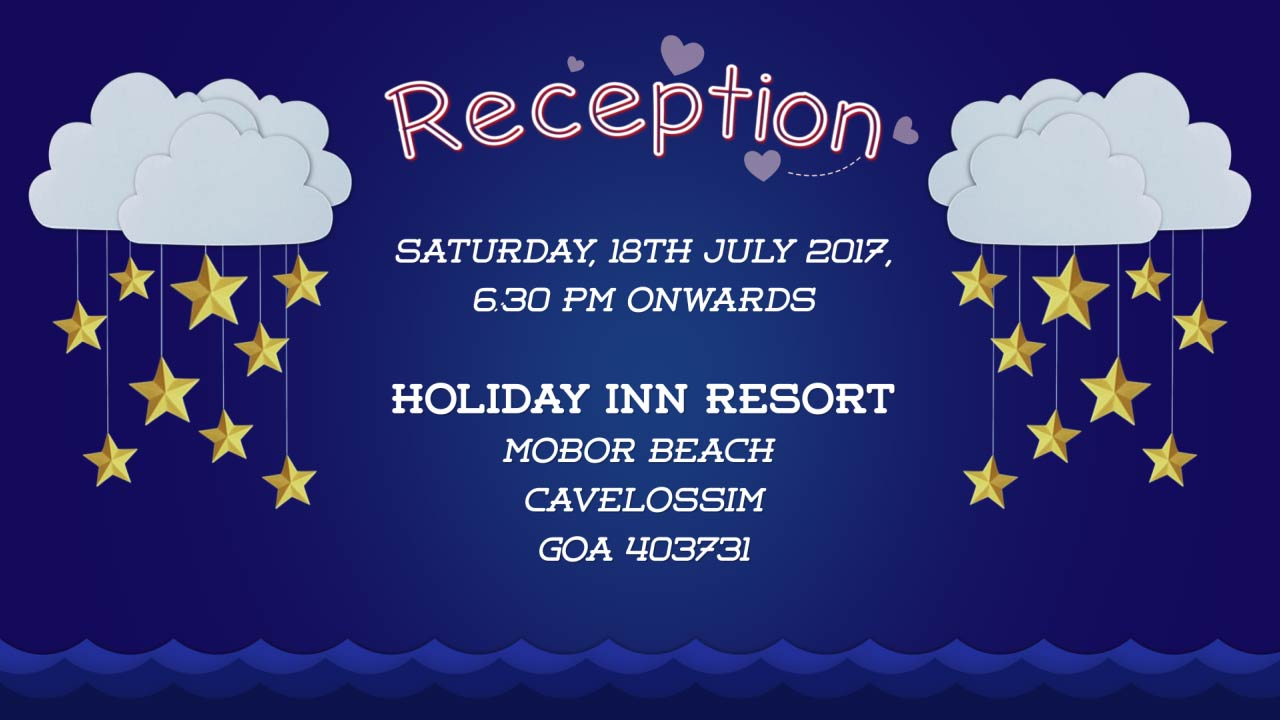 Reception
SATURDAY, 18TH JULY 2017,
6.30 PM ONWARDS
HOLIDAY INN RESORT
MOBOR BEACH
CAVELOSSIM
GOA 403731